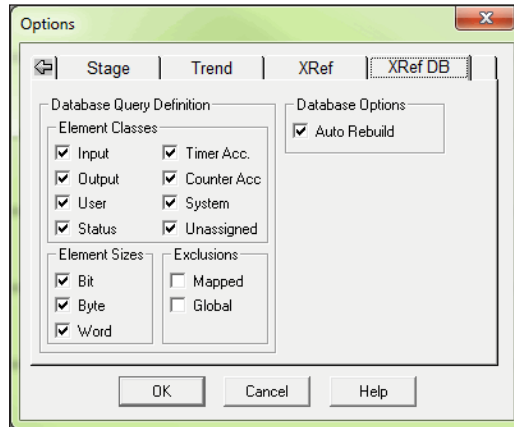 Options
Stage Trend XRef XRef DB
Database Query Definition
Element Classes
Input
Output
User
Status
Timer Acc.
Counter Acc
System
Unassigned
Element Sizes
Bit
Byte
Word
Exclusions
Mapped
Global
Database Options
Auto Rebuild
OK Cancel Help